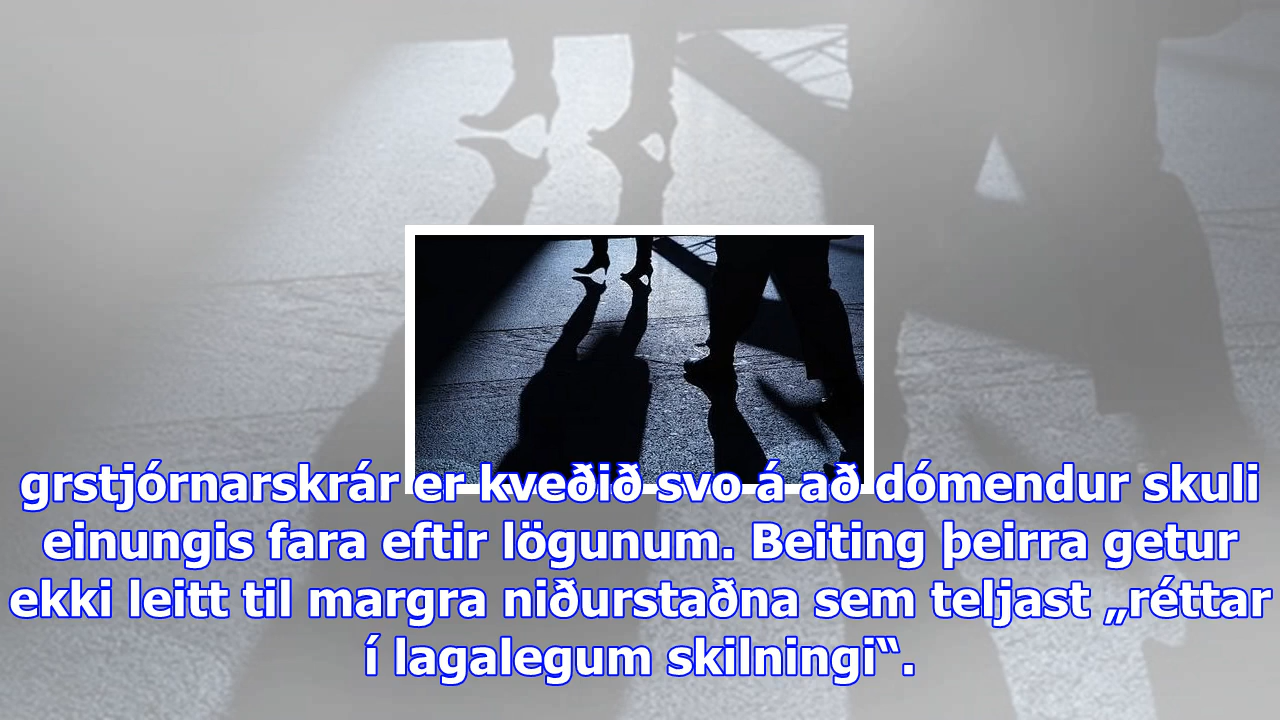 grstjórnarskrár er kveðið svo á að dómendur skuli
einungis fara eftir lögunum. Beiting þeirra getur
ekki leitt til margra niðurstaðna sem teljast „réttar
í lagalegum skilningi“.